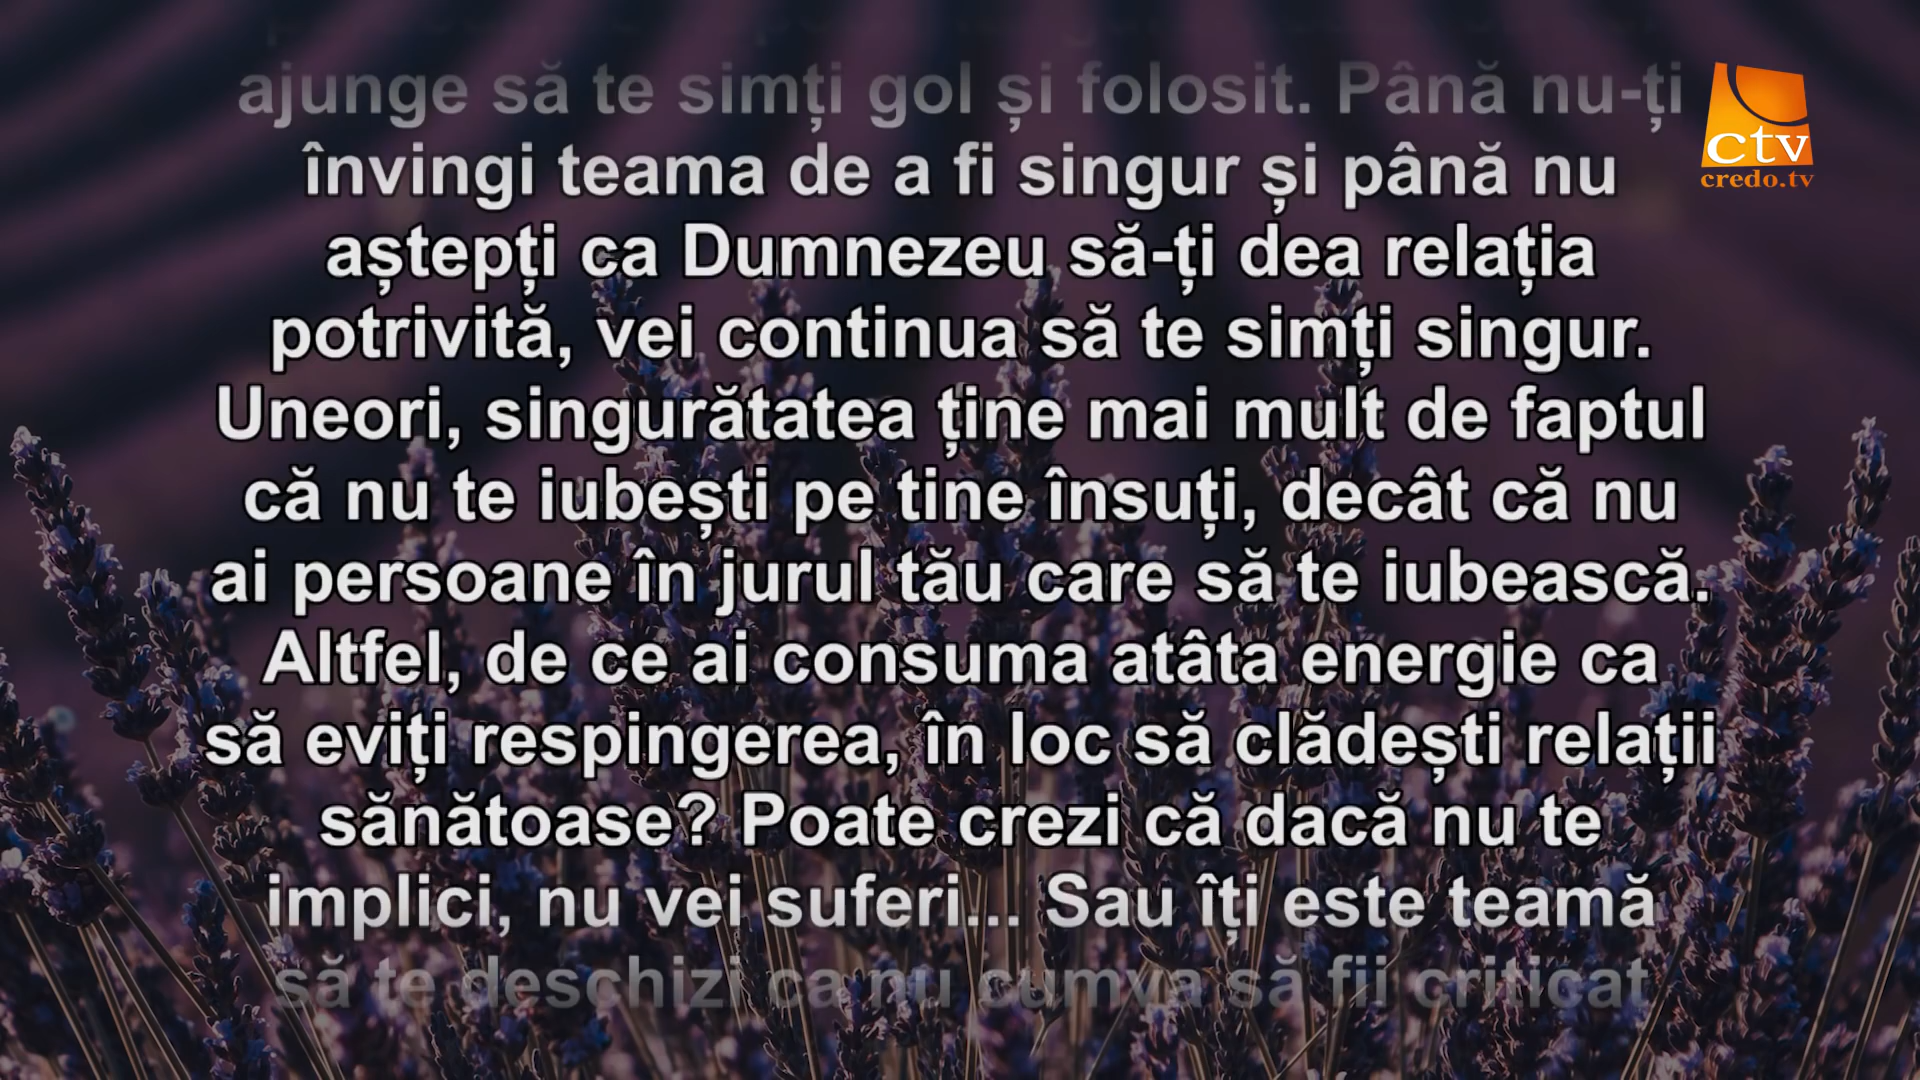 ajunge să te simți gol și folosit. Până nu-ți
învingi teama de a fi singur și până nu
aștepți ca Dumnezeu să-ți dea relația
potrivită, vei continua să te simți singur.
Uneori, singurătatea ține mai mult de faptul
că nu te iubești pe tine însuți, decât că nu
ai persoane în jurul tău care să te iubească.
Altfel, de ce ai consuma atâta energie ca
să eviți respingerea, în loc să clădești relații
sănătoase? Poate crezi că dacă nu te
implici, nu vei suferi... Sau îți este teamă
să te deschizi ca nu cumva să fii criticat
ctv
credo.tv